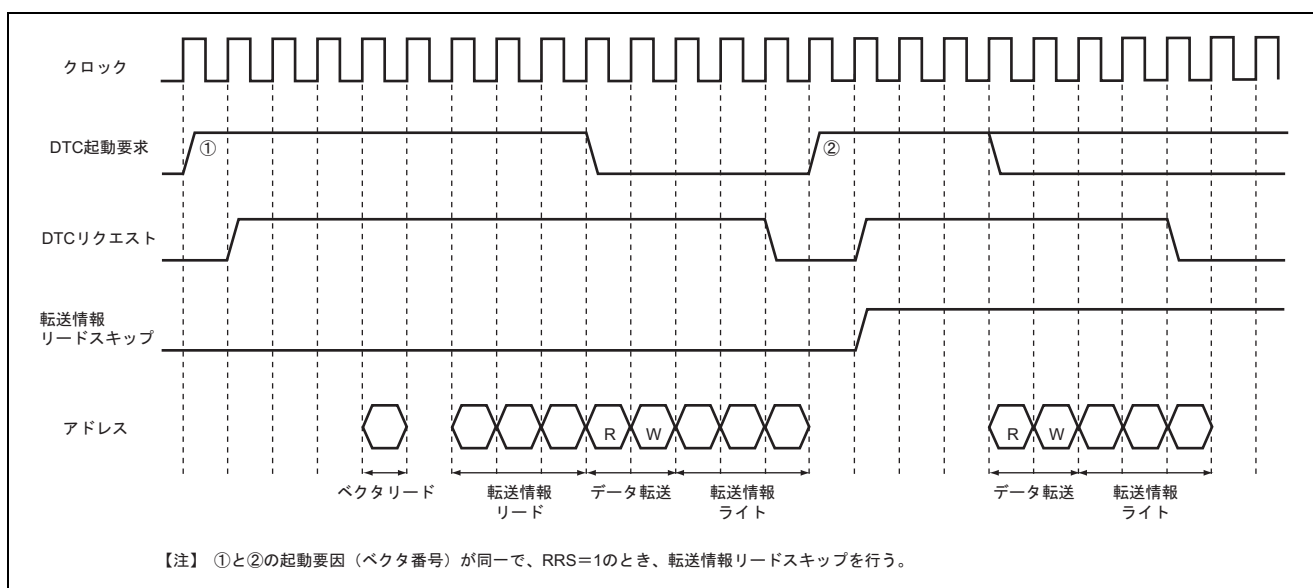 クロック
DTC起動要求
①
②
DTCリクエスト
転送情報
リードスキップ
アドレス
R
W
R
W
ベクタリード
転送情報
リード
データ転送
転送情報
ライト
データ転送
転送情報
ライト
【注】 ①と②の起動要因（ベクタ番号）が同一で、RRS＝1のとき、転送情報リードスキップを行う。